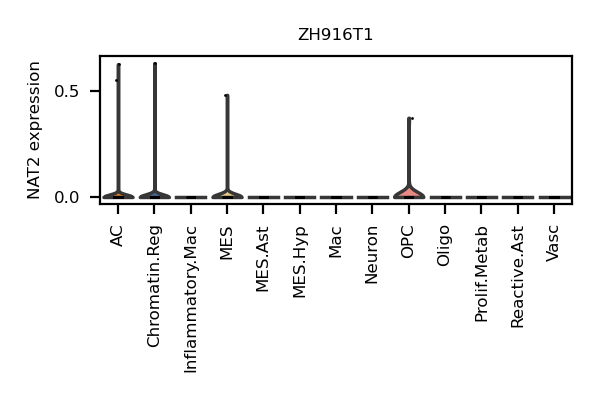 ZH916T1
NAT2 expression
0.5
0.0
AC
Chromatin.Reg
Inflammatory.Mac
MES
MES.Ast
MES.Hyp
Mac
Neuron
OPC
Oligo
Prolif.Metab
Reactive.Ast
Vasc